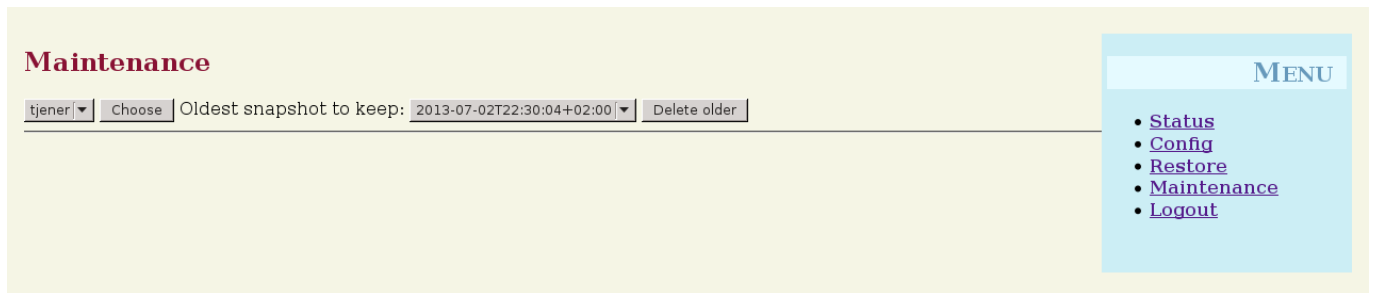 Maintenance
tjener Choose Oldest snapshot to keep: 2013-07-02T22:30:04+02:00 Delete older
MENU
Status
Config
Restore
Maintenance
Logout